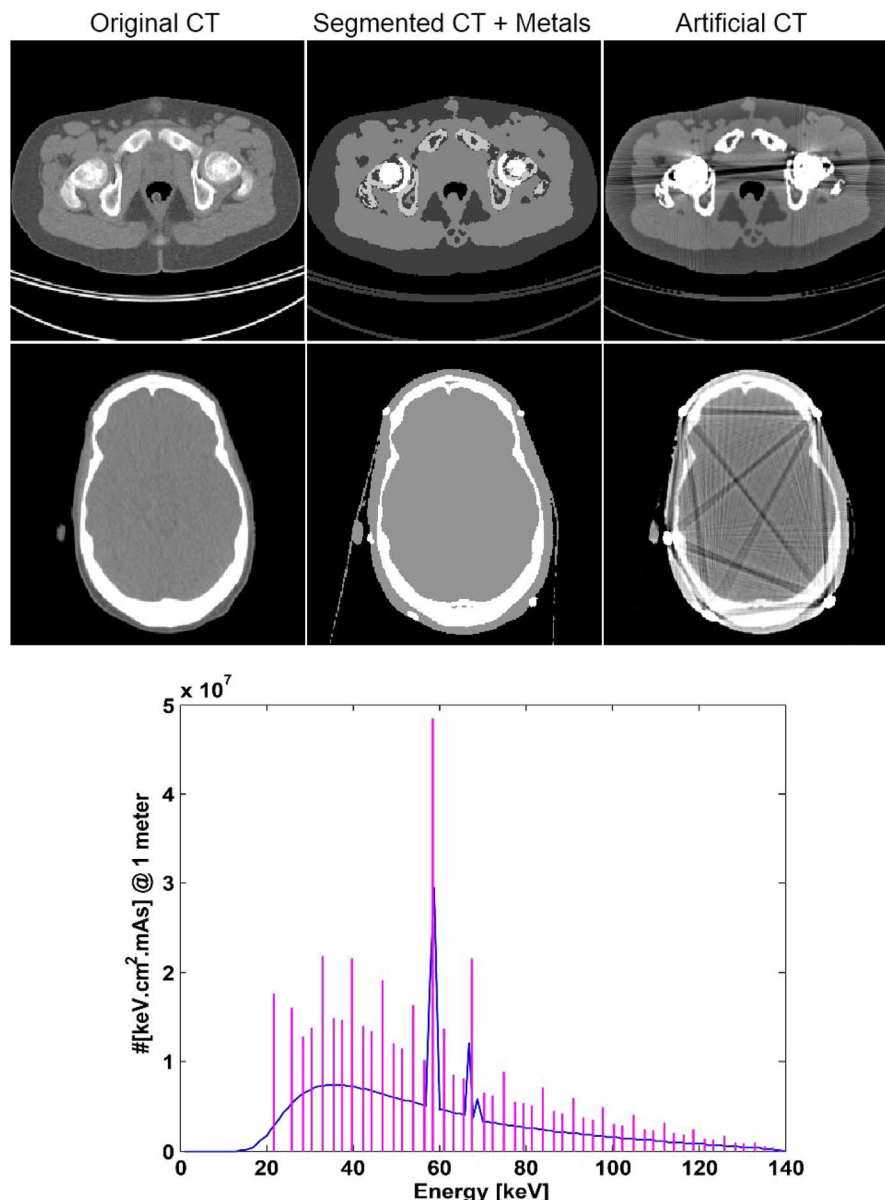 Original CT
Segmented CT + Metals
Artificial CT
x 10^7
5
4
3
2
1
0
#[keV.cm^2.mAs] @ 1 meter
0 20 40 60 80 100 120 140
Energy [keV]